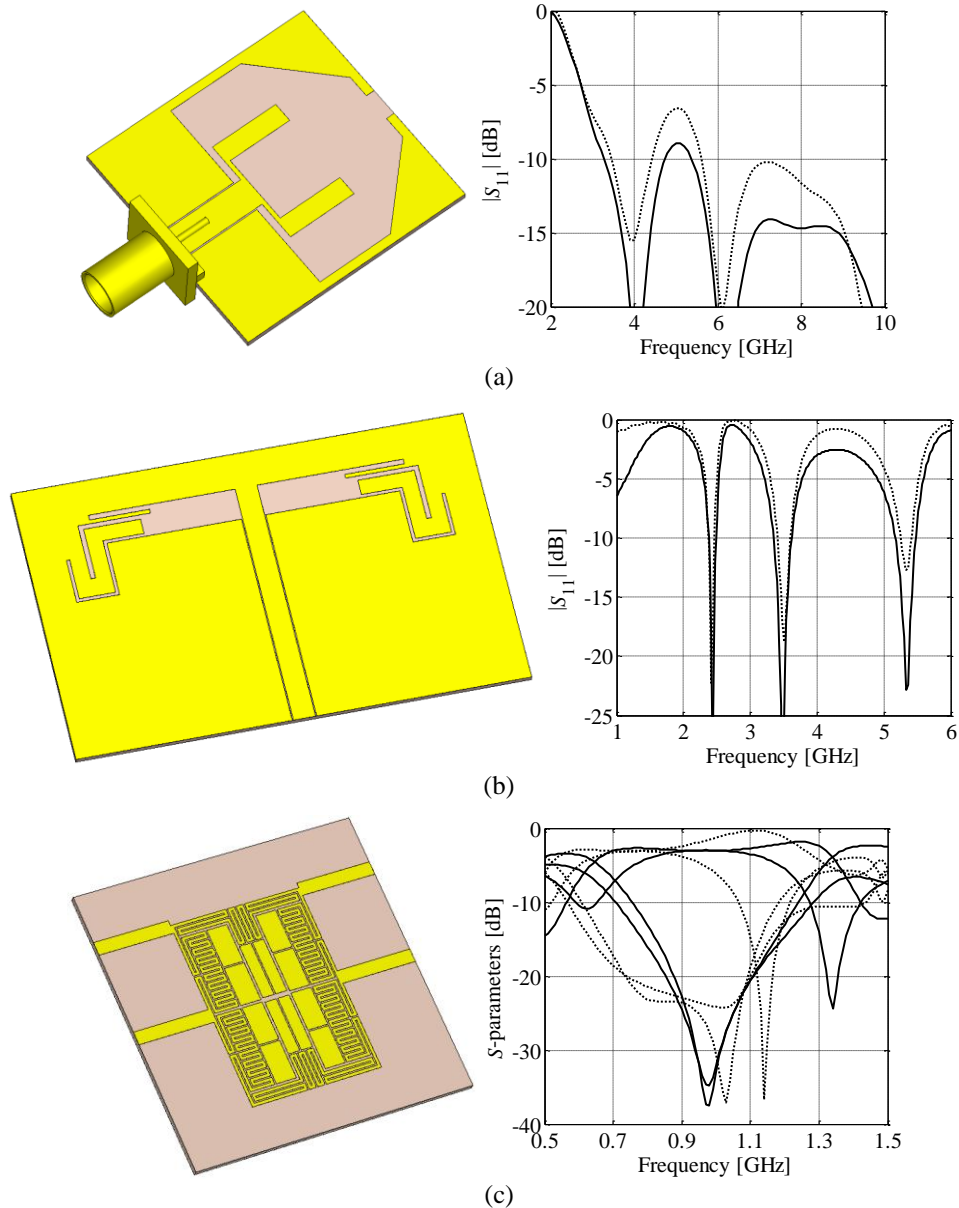 0
-5
-10
-15
-20
|S11| [dB]
2 4 6 8 10
Frequency [GHz]
(a)
0
-5
-10
-15
-20
-25
|S11| [dB]
1 2 3 4 5 6
Frequency [GHz]
(b)
0
-10
-20
-30
-40
S-parameters [dB]
0.5 0.7 0.9 1.1 1.3 1.5
Frequency [GHz]
(c)